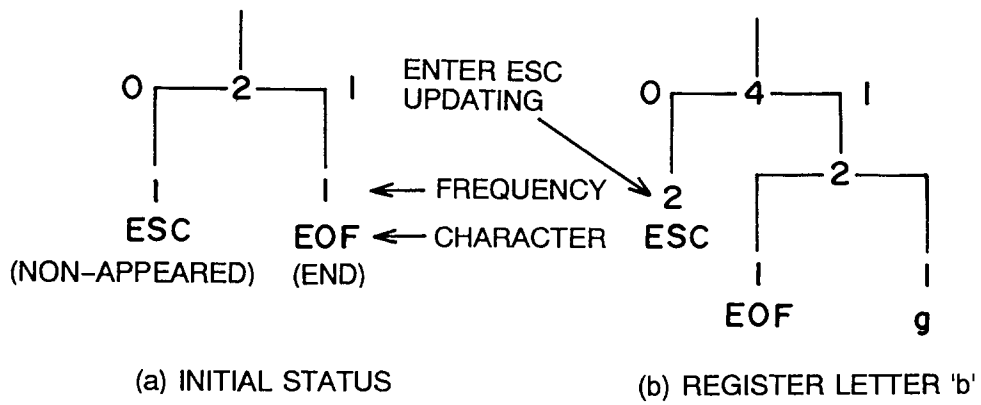 0 2 1
1 1
ESC EOF
(NON-APPEARED) (END)
ENTER ESC
UPDATING
FREQUENCY
CHARACTER
0 4 1
2 2
ESC
1 1
EOF g
(a) INITIAL STATUS
(b) REGISTER LETTER 'b'